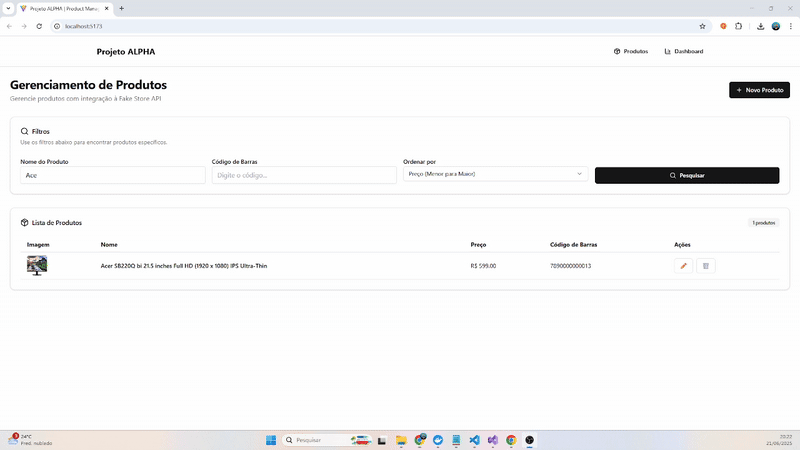 Projeto ALPHA | Product Mana
localhost:5173
Projeto ALPHA
Produtos
Dashboard
Gerenciamento de Produtos
Gerencie produtos com integração à Fake Store API
Novo Produto
Filtros
Use os filtros abaixo para encontrar produtos específicos.
Nome do Produto
Código de Barras
Ordenar por
Ace
Digite o código...
Preço (Menor para Maior)
Pesquisar
Lista de Produtos
1 produtos
Imagem Nome Preço Código de Barras Ações
Acer SB220Q bi 21.5 inches Full HD (1920 x 1080) IPS Ultra-Thin R$ 599.00 7890000000013
24°C
Pred. nublado
Pesquisar
20:22
21/06/2025